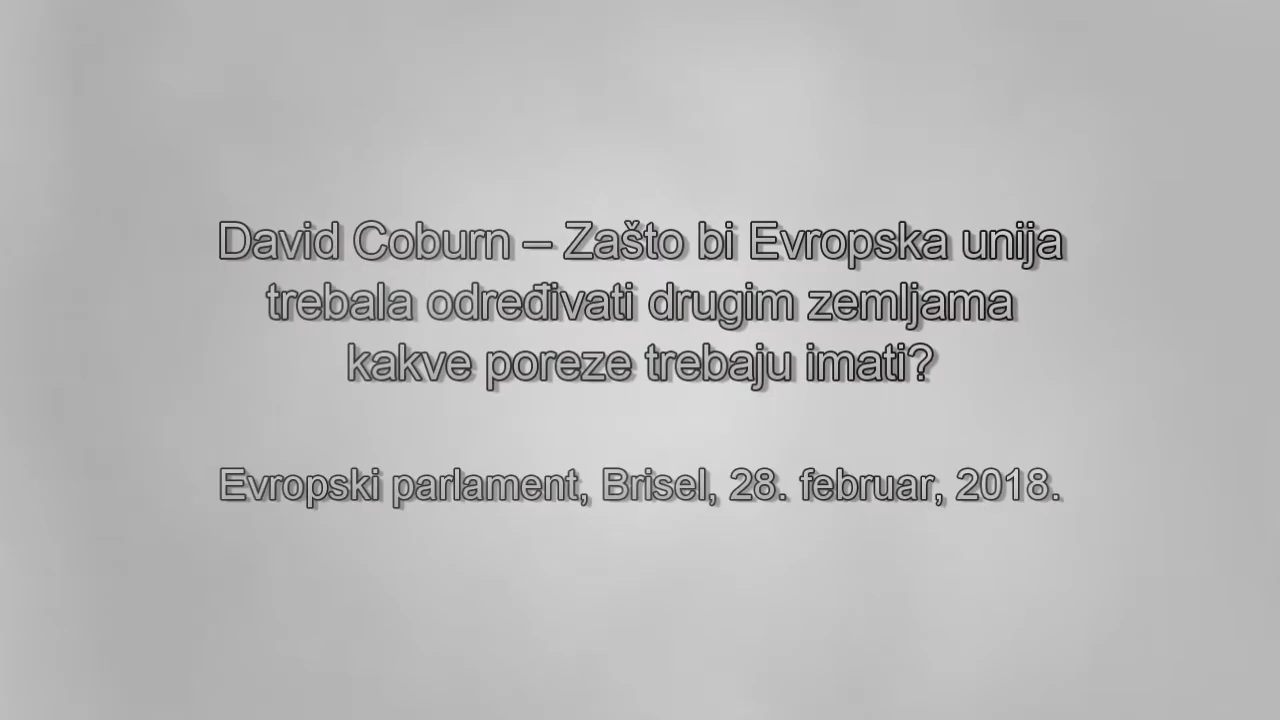 David Coburn – Zašto bi Evropska unija
trebala određivati drugim zemljama
kakve poreze trebaju imati?
Evropski parlament, Brisel, 28. februar, 2018.